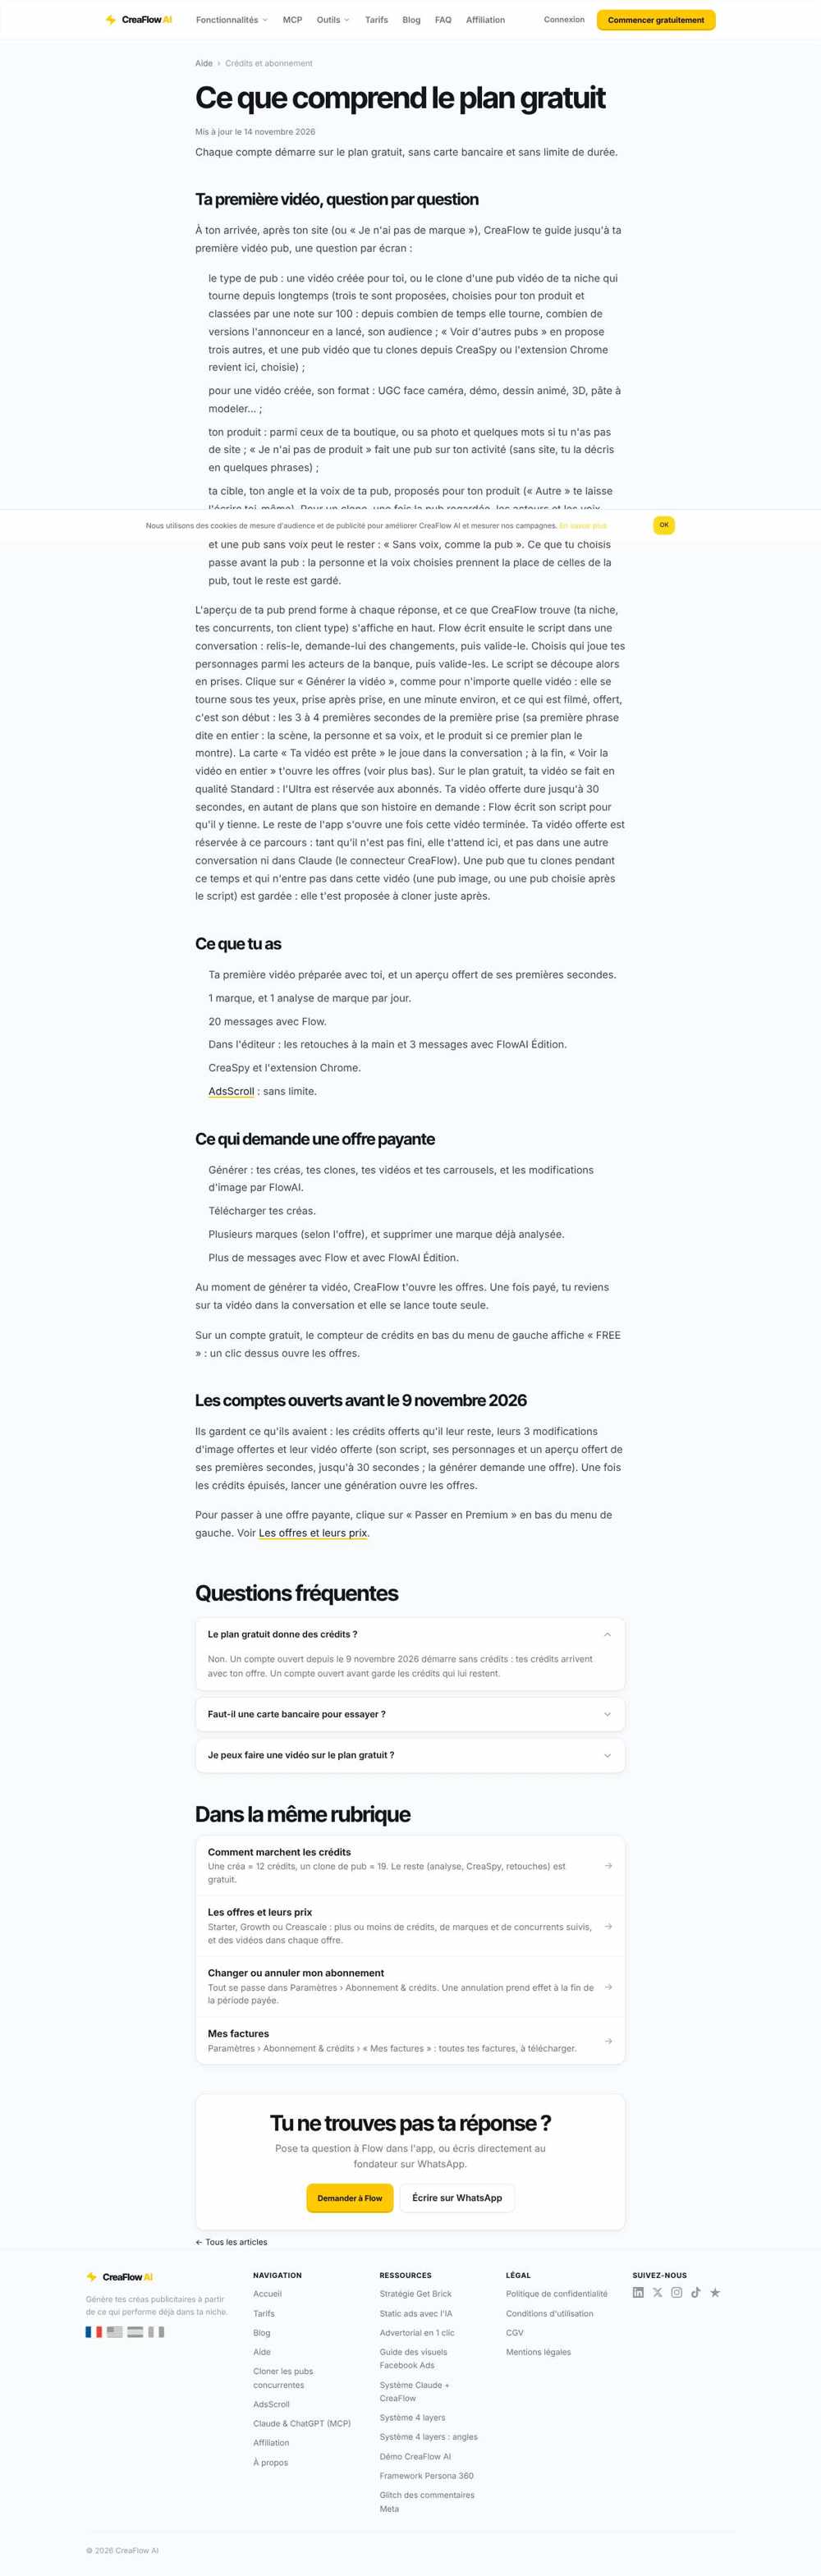 CreaFlow AI
Fonctionnalités
MCP
Outils
Tarifs
Blog
FAQ
Affiliation
Connexion
Commencer gratuitement
Aide › Crédits et abonnement
Ce que comprend le plan gratuit
Mis à jour le 14 novembre 2026
Chaque compte démarre sur le plan gratuit, sans carte bancaire et sans limite de durée.
Ta première vidéo, question par question
À ton arrivée, après ton site (ou « Je n'ai pas de marque »), CreaFlow te guide jusqu'à ta
première vidéo pub, une question par écran :
le type de pub : une vidéo créée pour toi, ou le clone d'une pub vidéo de ta niche qui
tourne depuis longtemps (trois te sont proposées, choisies pour ton produit et
classées par une note sur 100 : depuis combien de temps elle tourne, combien de
versions l'annonceur en a lancé, son audience ; « Voir d'autres pubs » en propose
trois autres, et une pub vidéo que tu clones depuis CreaSpy ou l'extension Chrome
revient ici, choisie) ;
pour une vidéo créée, son format : UGC face caméra, démo, dessin animé, 3D, pâte à
modeler... ;
ton produit : parmi ceux de ta boutique, ou sa photo et quelques mots si tu n'as pas
de site ; « Je n'ai pas de produit » fait une pub sur ton activité (sans site, tu la décris
en quelques phrases) ;
ta cible, ton angle et la voix de ta pub, proposés pour ton produit (« Autre » te laisse
Nous utilisons des cookies de mesure d'audience et de publicité pour améliorer CreaFlow AI et mesurer nos campagnes. En savoir plus
OK
et une pub sans voix peut le rester : « Sans voix, comme la pub ». Ce que tu choisis
passe avant la pub : la personne et la voix choisies prennent la place de celles de la
pub, tout le reste est gardé.
L'aperçu de ta pub prend forme à chaque réponse, et ce que CreaFlow trouve (ta niche,
tes concurrents, ton client type) s'affiche en haut. Flow écrit ensuite le script dans une
conversation : relis-le, demande-lui des changements, puis valide-le. Choisis qui joue tes
personnages parmi les acteurs de la banque, puis valide-les. Le script se découpe alors
en prises. Clique sur « Générer la vidéo », comme pour n'importe quelle vidéo : elle se
tourne sous tes yeux, prise après prise, en une minute environ, et ce qui est filmé, offert,
c'est son début : les 3 à 4 premières secondes de la première prise (sa première phrase
dite en entier : la scène, la personne et sa voix, et le produit si ce premier plan le
montre). La carte « Ta vidéo est prête » le joue dans la conversation ; à la fin, « Voir la
vidéo en entier » t'ouvre les offres (voir plus bas). Sur le plan gratuit, ta vidéo se fait en
qualité Standard : l'Ultra est réservée aux abonnés. Ta vidéo offerte dure jusqu'à 30
secondes, en autant de plans que son histoire en demande : Flow écrit son script pour
qu'il y tienne. Le reste de l'app s'ouvre une fois cette vidéo terminée. Ta vidéo offerte est
réservée à ce parcours : tant qu'il n'est pas fini, elle t'attend ici, et pas dans une autre
conversation ni dans Claude (le connecteur CreaFlow). Une pub que tu clones pendant
ce temps et qui n'entre pas dans cette vidéo (une pub image, ou une pub choisie après
le script) est gardée : elle t'est proposée à cloner juste après.
Ce que tu as
Ta première vidéo préparée avec toi, et un aperçu offert de ses premières secondes.
1 marque, et 1 analyse de marque par jour.
20 messages avec Flow.
Dans l'éditeur : les retouches à la main et 3 messages avec FlowAI Édition.
CreaSpy et l'extension Chrome.
AdsScroll : sans limite.
Ce qui demande une offre payante
Générer : tes créas, tes clones, tes vidéos et tes carrousels, et les modifications
d'image par FlowAI.
Télécharger tes créas.
Plusieurs marques (selon l'offre), et supprimer une marque déjà analysée.
Plus de messages avec Flow et avec FlowAI Édition.
Au moment de générer ta vidéo, CreaFlow t'ouvre les offres. Une fois payé, tu reviens
sur ta vidéo dans la conversation et elle se lance toute seule.
Sur un compte gratuit, le compteur de crédits en bas du menu de gauche affiche « FREE
» : un clic dessus ouvre les offres.
Les comptes ouverts avant le 9 novembre 2026
Ils gardent ce qu'ils avaient : les crédits offerts qu'il leur reste, leurs 3 modifications
d'image offertes et leur vidéo offerte (son script, ses personnages et un aperçu offert de
ses premières secondes, jusqu'à 30 secondes ; la générer demande une offre). Une fois
les crédits épuisés, lancer une génération ouvre les offres.
Pour passer à une offre payante, clique sur « Passer en Premium » en bas du menu de
gauche. Voir Les offres et leurs prix.
Questions fréquentes
Le plan gratuit donne des crédits ?
Non. Un compte ouvert depuis le 9 novembre 2026 démarre sans crédits : tes crédits arrivent
avec ton offre. Un compte ouvert avant garde les crédits qui lui restent.
Faut-il une carte bancaire pour essayer ?
Je peux faire une vidéo sur le plan gratuit ?
Dans la même rubrique
Comment marchent les crédits
Une créa = 12 crédits, un clone de pub = 19. Le reste (analyse, CreaSpy, retouches) est
gratuit.
Les offres et leurs prix
Starter, Growth ou Creascale : plus ou moins de crédits, de marques et de concurrents suivis,
et des vidéos dans chaque offre.
Changer ou annuler mon abonnement
Tout se passe dans Paramètres › Abonnement & crédits. Une annulation prend effet à la fin de
la période payée.
Mes factures
Paramètres › Abonnement & crédits › « Mes factures » : toutes tes factures, à télécharger.
Tu ne trouves pas ta réponse ?
Pose ta question à Flow dans l'app, ou écris directement au
fondateur sur WhatsApp.
Demander à Flow
Écrire sur WhatsApp
← Tous les articles
CreaFlow AI
Génère tes créas publicitaires à partir
de ce qui performe déjà dans ta niche.
NAVIGATION
Accueil
Tarifs
Blog
Aide
Cloner les pubs
concurrentes
AdsScroll
Claude & ChatGPT (MCP)
Affiliation
À propos
RESSOURCES
Stratégie Get Brick
Static ads avec l'IA
Advertorial en 1 clic
Guide des visuels
Facebook Ads
Système Claude +
CreaFlow
Système 4 layers
Système 4 layers : angles
Démo CreaFlow AI
Framework Persona 360
Glitch des commentaires
Meta
LÉGAL
Politique de confidentialité
Conditions d'utilisation
CGV
Mentions légales
SUIVEZ-NOUS
© 2026 CreaFlow AI